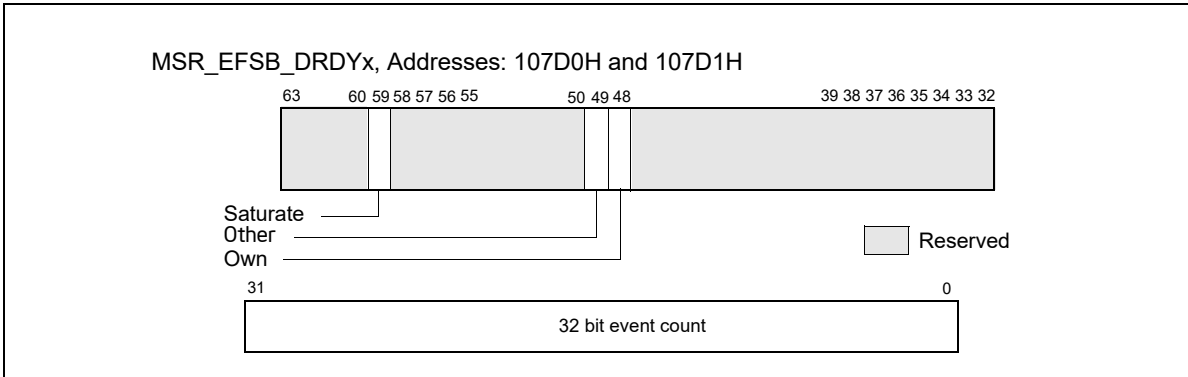 MSR_EFSB_DRDYx, Addresses: 107D0H and 107D1H
63 60 59 58 57 56 55 50 49 48 39 38 37 36 35 34 33 32
Saturate
Other
Own
Reserved
31 0
32 bit event count